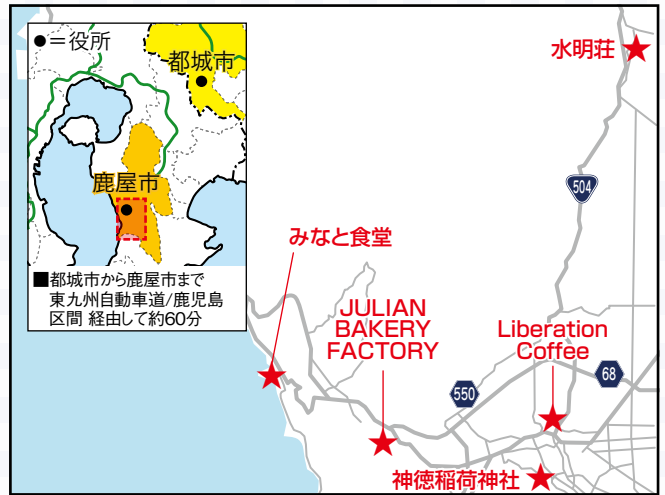 ●=役所
都城市
鹿屋市
■都城市から鹿屋市まで
東九州自動車道/鹿児島
区間 経由して約60分
水明荘
504
みなと食堂
JULIAN
BAKERY
FACTORY
Liberation
Coffee
550
68
神徳稲荷神社